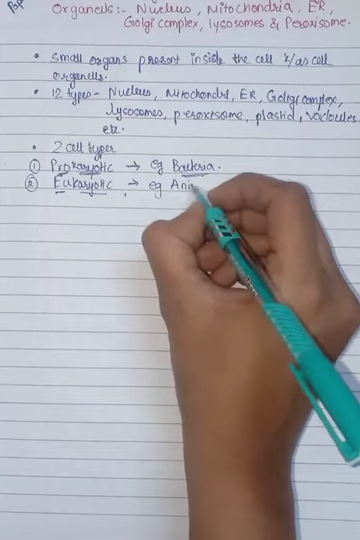 Organells:- Nucleus, Mitochondria, ER,
Golgi complex, lysosomes & Peroxisome.
• Small organs present inside the cell k/as cell
organells.
• 12 types - Nucleus, Mitochondri, ER, Golgi complex,
lysosomes, peroxisome, plastid, vacuoles
etc.
• 2 cell types
① Prokaryotic → eg Bacteria.
② Eukaryotic → eg Ani